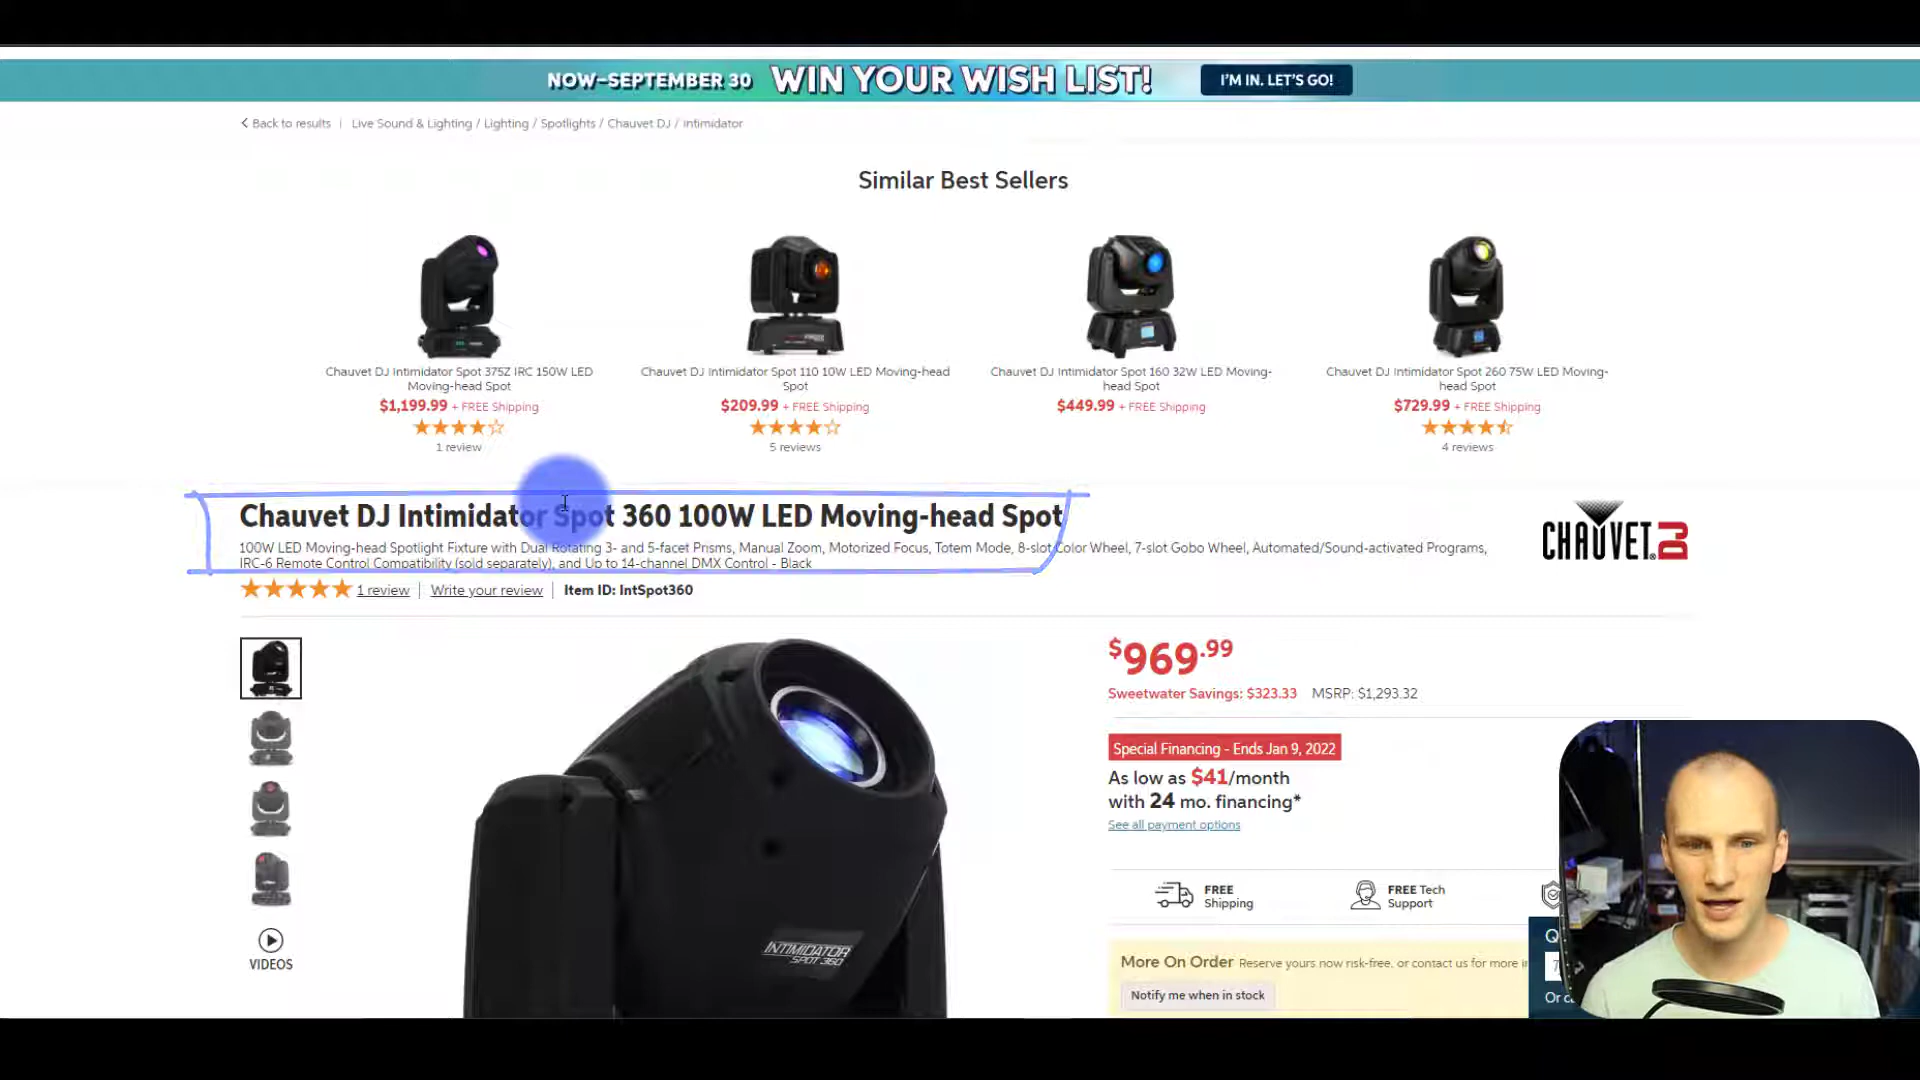 NOW–SEPTEMBER 30 WIN YOUR WISH LIST! I'M IN. LET'S GO!
Back to results | Live Sound & Lighting / Lighting / Spotlights / Chauvet DJ / intimidator
Similar Best Sellers
Chauvet DJ Intimidator Spot 375Z IRC 150W LED
Moving-head Spot
$1,199.99 + FREE Shipping
1 review
Chauvet DJ Intimidator Spot 110 10W LED Moving-head
Spot
$209.99 + FREE Shipping
5 reviews
Chauvet DJ Intimidator Spot 160 32W LED Moving-
head Spot
$449.99 + FREE Shipping
Chauvet DJ Intimidator Spot 260 75W LED Moving-
head Spot
$729.99 + FREE Shipping
4 reviews
Chauvet DJ Intimidator Spot 360 100W LED Moving-head Spot
100W LED Moving-head Spotlight Fixture with Dual Rotating 3- and 5-facet Prisms, Manual Zoom, Motorized Focus, Totem Mode, 8-slot Color Wheel, 7-slot Gobo Wheel, Automated/Sound-activated Programs,
IRC-6 Remote Control Compatibility (sold separately), and Up to 14-channel DMX Control - Black
CHAUVET DJ
1 review | Write your review | Item ID: IntSpot360
VIDEOS
INTIMIDATOR
SPOT 360
$969.99
Sweetwater Savings: $323.33 MSRP: $1,293.32
Special Financing - Ends Jan 9, 2022
As low as $41/month
with 24 mo. financing*
See all payment options
FREE
Shipping
FREE Tech
Support
More On Order Reserve yours now risk-free, or contact us for more
Notify me when in stock